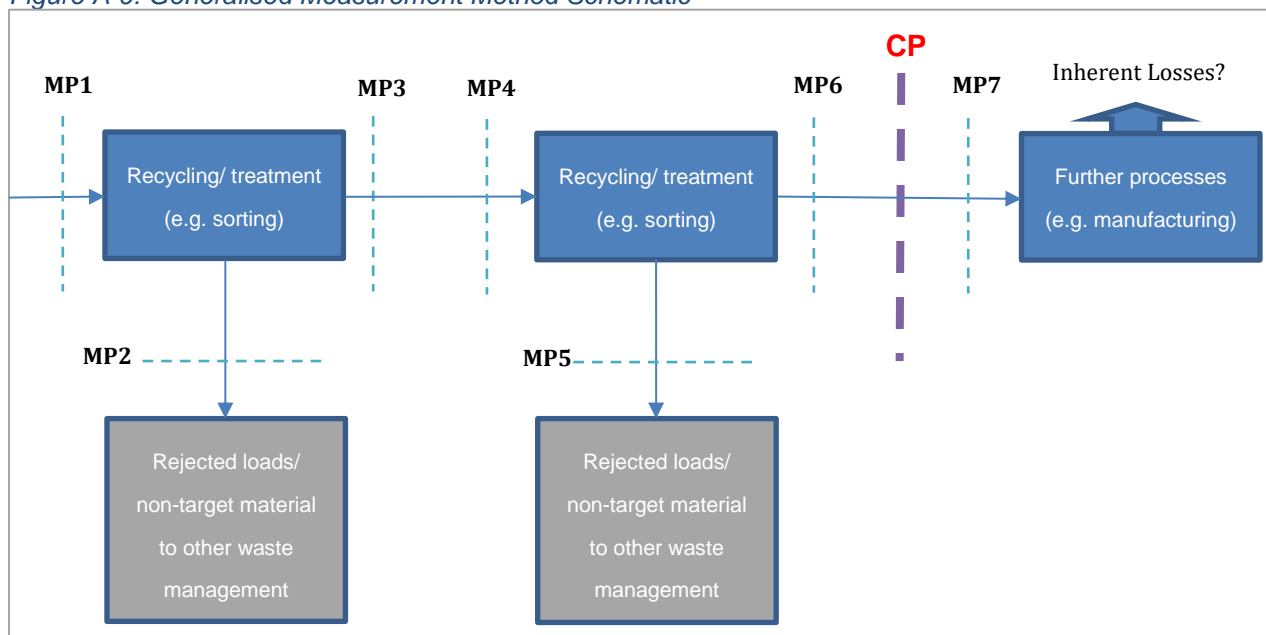 Figure A-3: Generalised Measurement Method Schematic
CP
MP1
MP3
MP4
MP6
MP7
Inherent Losses?
Recycling/ treatment
(e.g. sorting)
Recycling/ treatment
(e.g. sorting)
Further processes
(e.g. manufacturing)
MP2
MP5
Rejected loads/
non-target material
to other waste
management
Rejected loads/
non-target material
to other waste
management